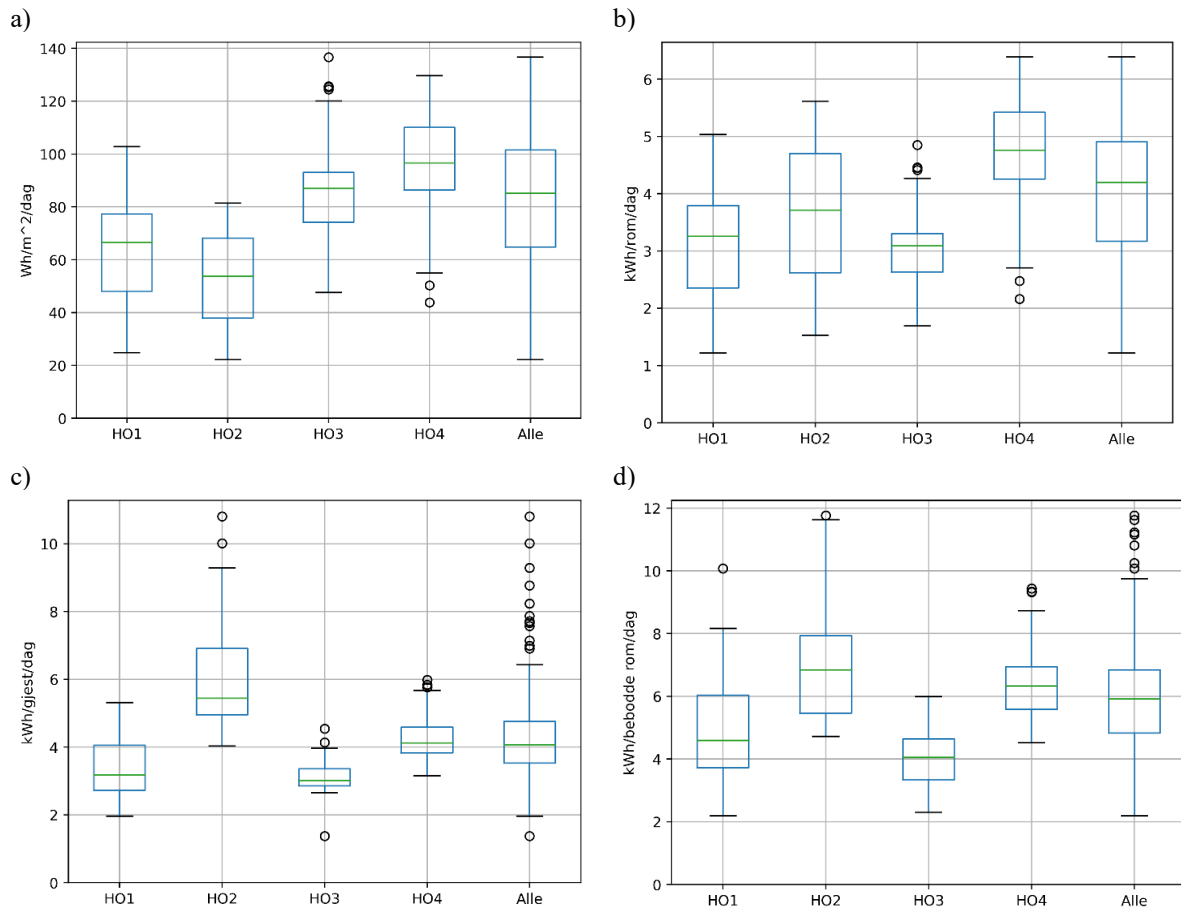 a)
140
120
100
80
60
40
20
0
Wh/m^2/dag
HO1 HO2 HO3 HO4 Alle
b)
6
5
4
3
2
1
0
kWh/rom/dag
HO1 HO2 HO3 HO4 Alle
c)
10
8
6
4
2
0
kWh/gjest/dag
HO1 HO2 HO3 HO4 Alle
d)
12
10
8
6
4
2
0
kWh/bebodde rom/dag
HO1 HO2 HO3 HO4 Alle